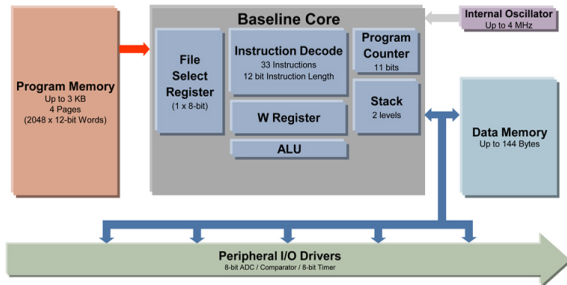 Baseline Core
Internal Oscillator
Up to 4 MHz
Program Memory
Up to 3 KB
4 Pages
(2048 x 12-bit Words)
File
Select
Register
(1 x 8-bit)
Instruction Decode
33 Instructions
12 bit Instruction Length
Program
Counter
11 bits
W Register
Stack
2 levels
ALU
Data Memory
Up to 144 Bytes
Peripheral I/O Drivers
8-bit ADC / Comparator / 8-bit Timer